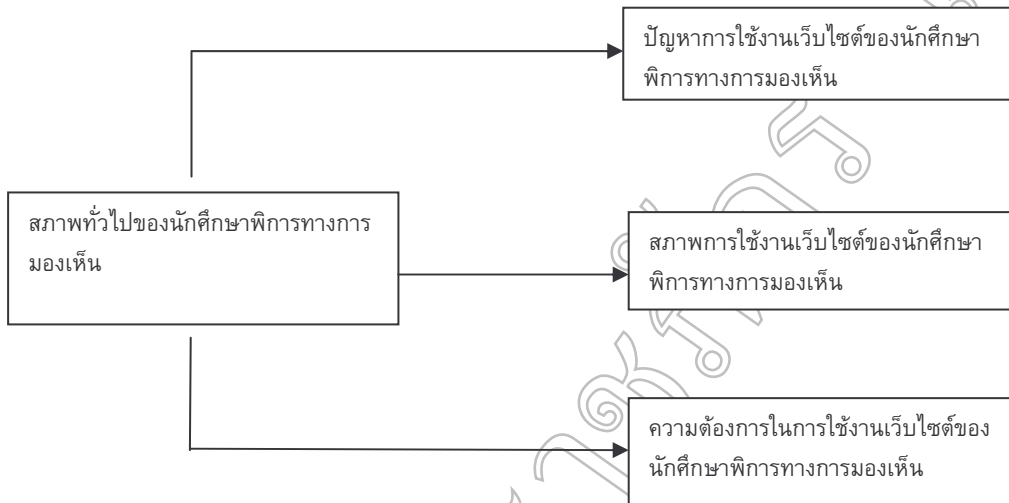 ปัญหาการใช้งานเว็บไซต์ของนักศึกษา
พิการทางการมองเห็น
สภาพทั่วไปของนักศึกษาพิการทางการ
มองเห็น
สภาพการใช้งานเว็บไซต์ของนักศึกษา
พิการทางการมองเห็น
ความต้องการในการใช้งานเว็บไซต์ของ
นักศึกษาพิการทางการมองเห็น